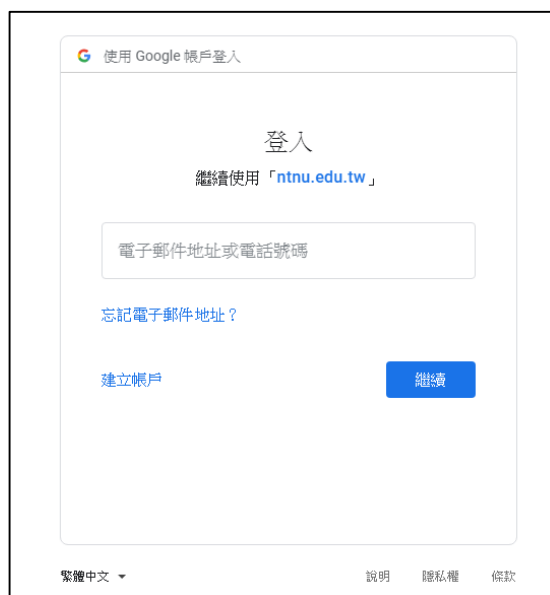 使用 Google 帳戶登入
登入
繼續使用「ntnu.edu.tw」
電子郵件地址或電話號碼
忘記電子郵件地址？
建立帳戶
繼續
繁體中文
說明 隱私權 條款